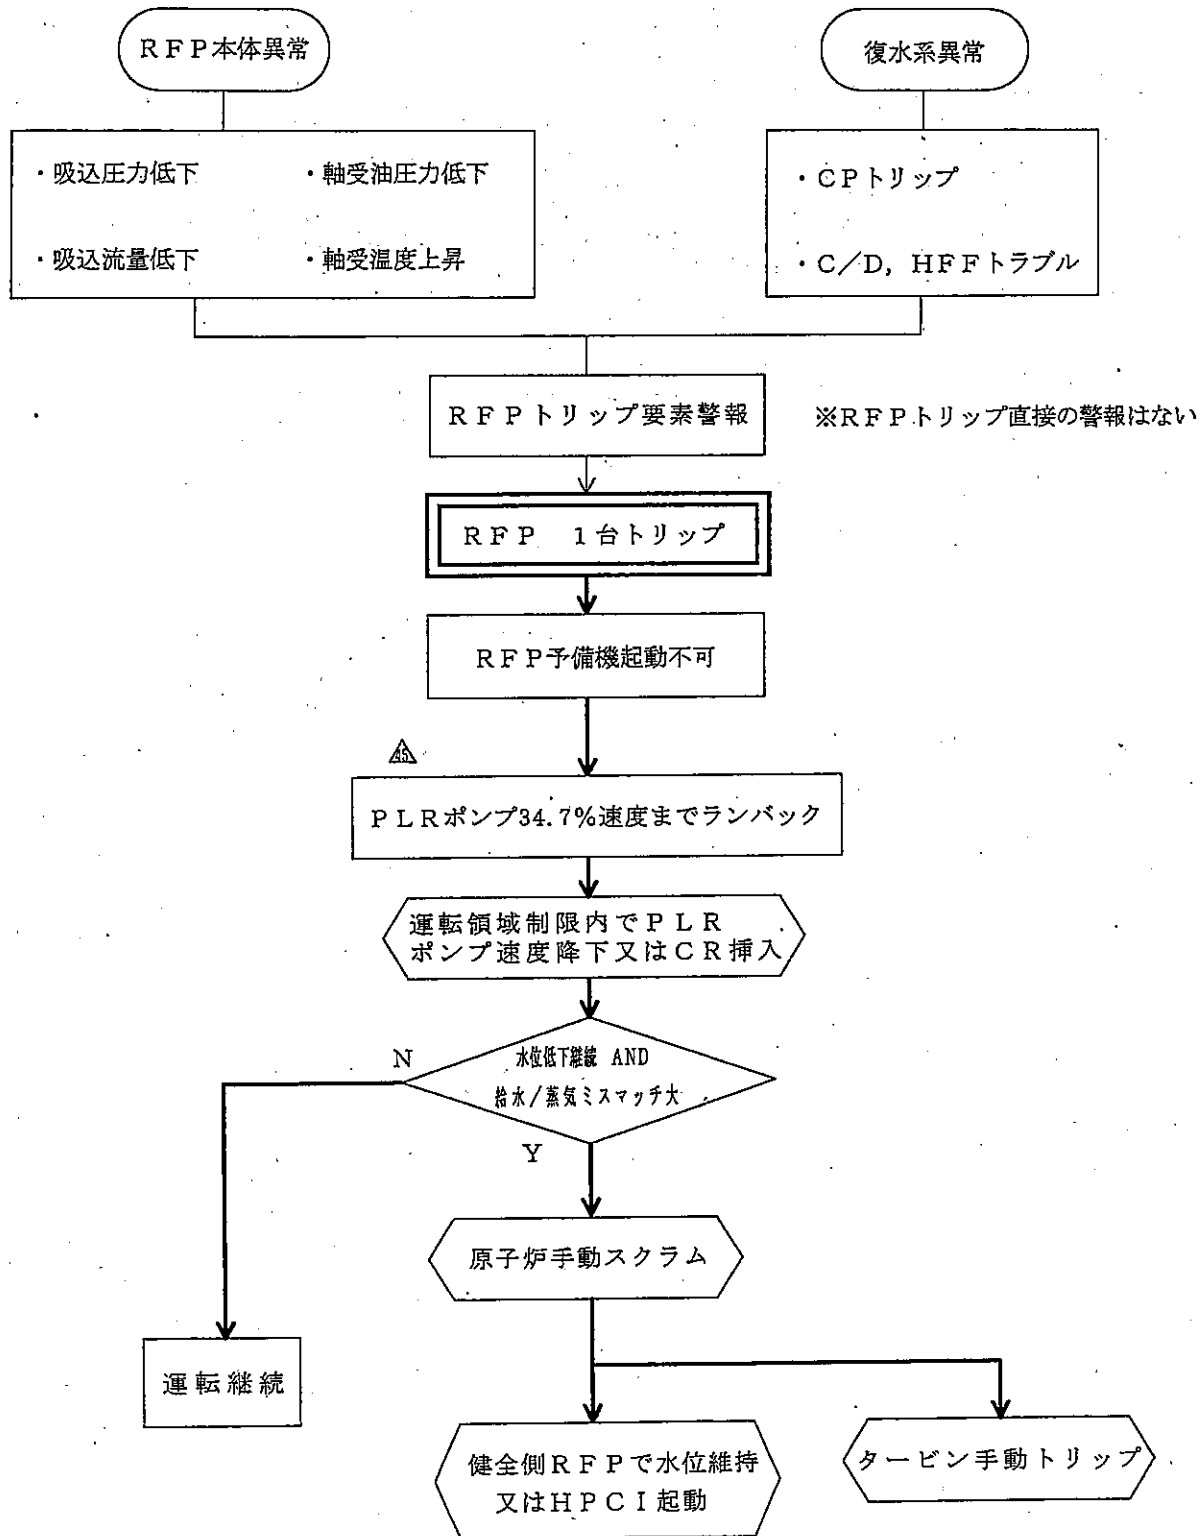 ＲＦＰ本体異常
復水系異常
・吸込圧力低下　・軸受油圧力低下
・吸込流量低下　・軸受温度上昇
・ＣＰトリップ
・Ｃ／Ｄ，ＨＦＦトラブル
ＲＦＰトリップ要素警報
※ＲＦＰトリップ直接の警報はない
ＲＦＰ　１台トリップ
ＲＦＰ予備機起動不可
45
ＰＬＲポンプ34.7％速度までランバック
運転領域制限内でＰＬＲ
ポンプ速度降下又はＣＲ挿入
水位低下継続 AND
給水／蒸気ミスマッチ大
N
Y
原子炉手動スクラム
運転継続
健全側ＲＦＰで水位維持
又はＨＰＣＩ起動
タービン手動トリップ